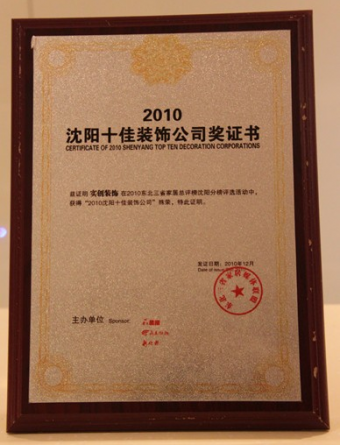 2010
沈阳十佳装饰公司奖证书
CERTIFICATE OF 2010 SHENYANG TOP TEN DECORATION CORPORATIONS
兹证明 实创装饰 在2010东北三省家居总评榜沈阳分榜评选活动中，
获得“2010沈阳十佳装饰公司”殊荣。特此证明。
发证日期：2010年12月
Date of issue
主办单位 Sponsor: